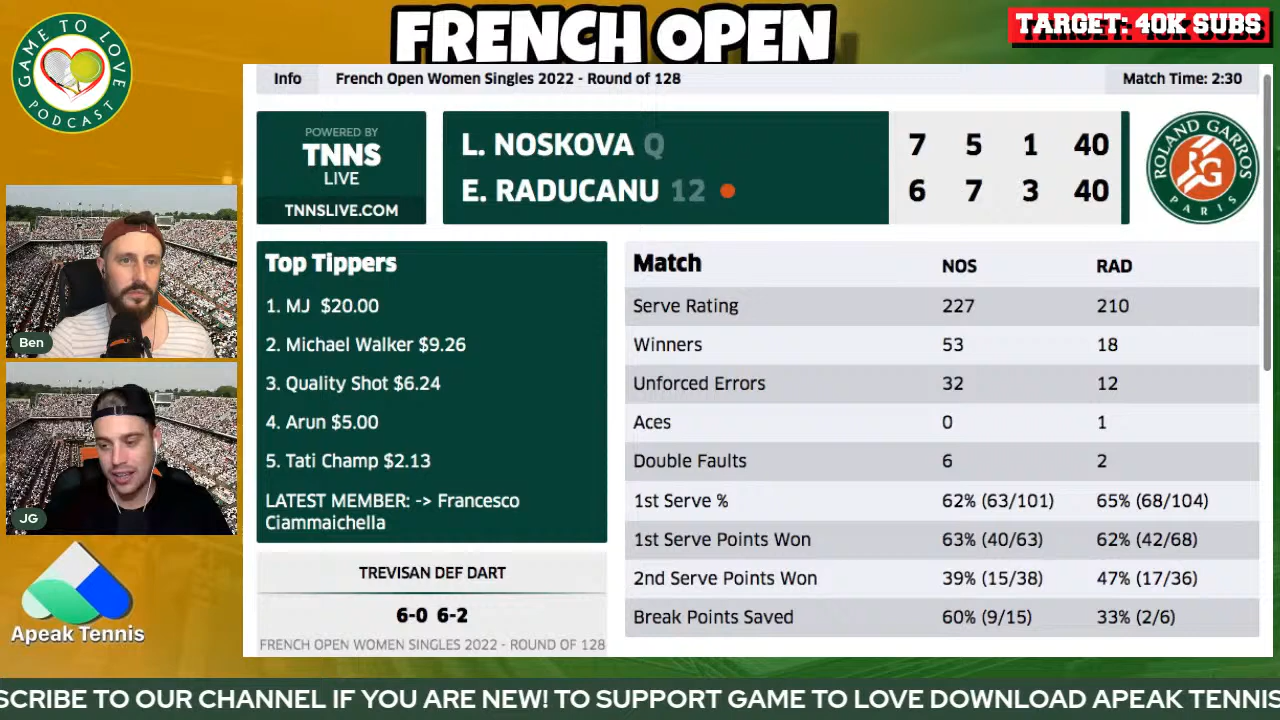 FRENCH OPEN
TARGET: 40K SUBS
GAME TO LOVE
PODCAST
Info
French Open Women Singles 2022 - Round of 128
Match Time: 2:30
POWERED BY
TNNS
LIVE
TNNSLIVE.COM
L. NOSKOVA Q 7 5 1 40
E. RADUCANU 12 6 7 3 40
ROLAND GARROS
RG
PARIS
Top Tippers
1. MJ $20.00
2. Michael Walker $9.26
3. Quality Shot $6.24
4. Arun $5.00
5. Tati Champ $2.13
LATEST MEMBER: -> Francesco
Ciammaichella
TREVISAN DEF DART
6-0 6-2
FRENCH OPEN WOMEN SINGLES 2022 - ROUND OF 128
Match NOS RAD
Serve Rating 227 210
Winners 53 18
Unforced Errors 32 12
Aces 0 1
Double Faults 6 2
1st Serve % 62% (63/101) 65% (68/104)
1st Serve Points Won 63% (40/63) 62% (42/68)
2nd Serve Points Won 39% (15/38) 47% (17/36)
Break Points Saved 60% (9/15) 33% (2/6)
Ben
JG
Apeak Tennis
SCRIBE TO OUR CHANNEL IF YOU ARE NEW! TO SUPPORT GAME TO LOVE DOWNLOAD APEAK TENNIS